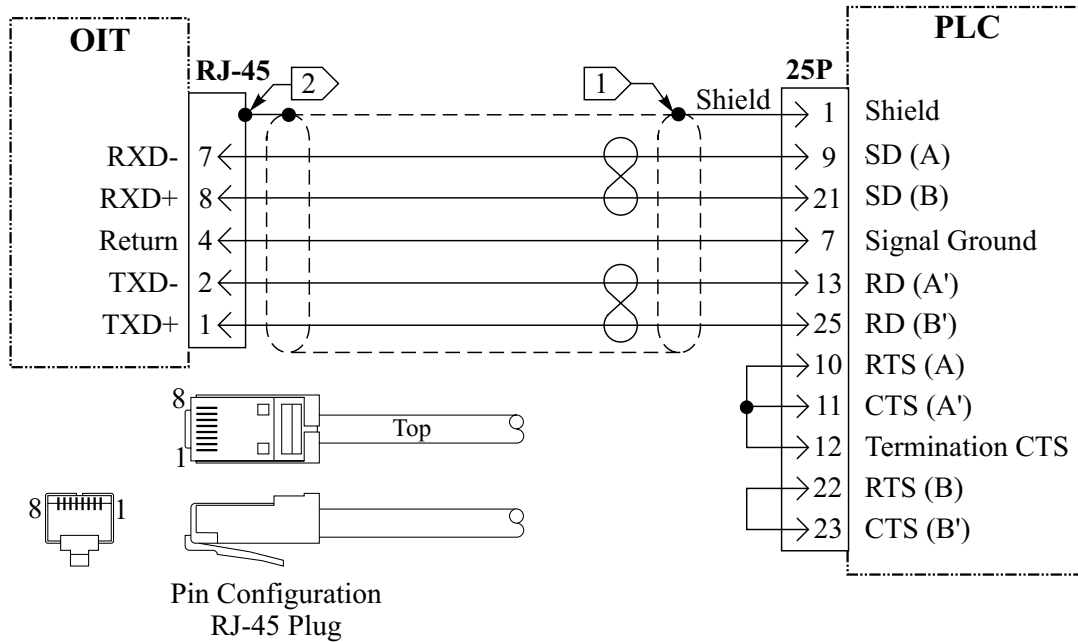 OIT
PLC
RJ-45
2
1
Shield
25P
1 Shield
RXD- 7
9 SD (A)
RXD+ 8
21 SD (B)
Return 4
7 Signal Ground
TXD- 2
13 RD (A')
TXD+ 1
25 RD (B')
10 RTS (A)
11 CTS (A')
12 Termination CTS
22 RTS (B)
23 CTS (B')
8
1
Top
8
1
Pin Configuration
RJ-45 Plug